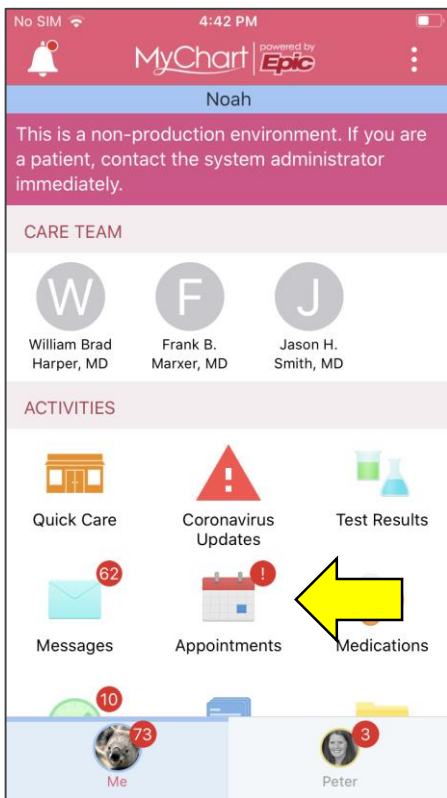 No SIM 4:42 PM
MyChart powered by Epic
Noah
This is a non-production environment. If you are
a patient, contact the system administrator
immediately.
CARE TEAM
W F J
William Brad Frank B. Jason H.
Harper, MD Marxer, MD Smith, MD
ACTIVITIES
Quick Care Coronavirus Test Results
Updates
62 !
Messages Appointments Medications
10
73 3
Me Peter